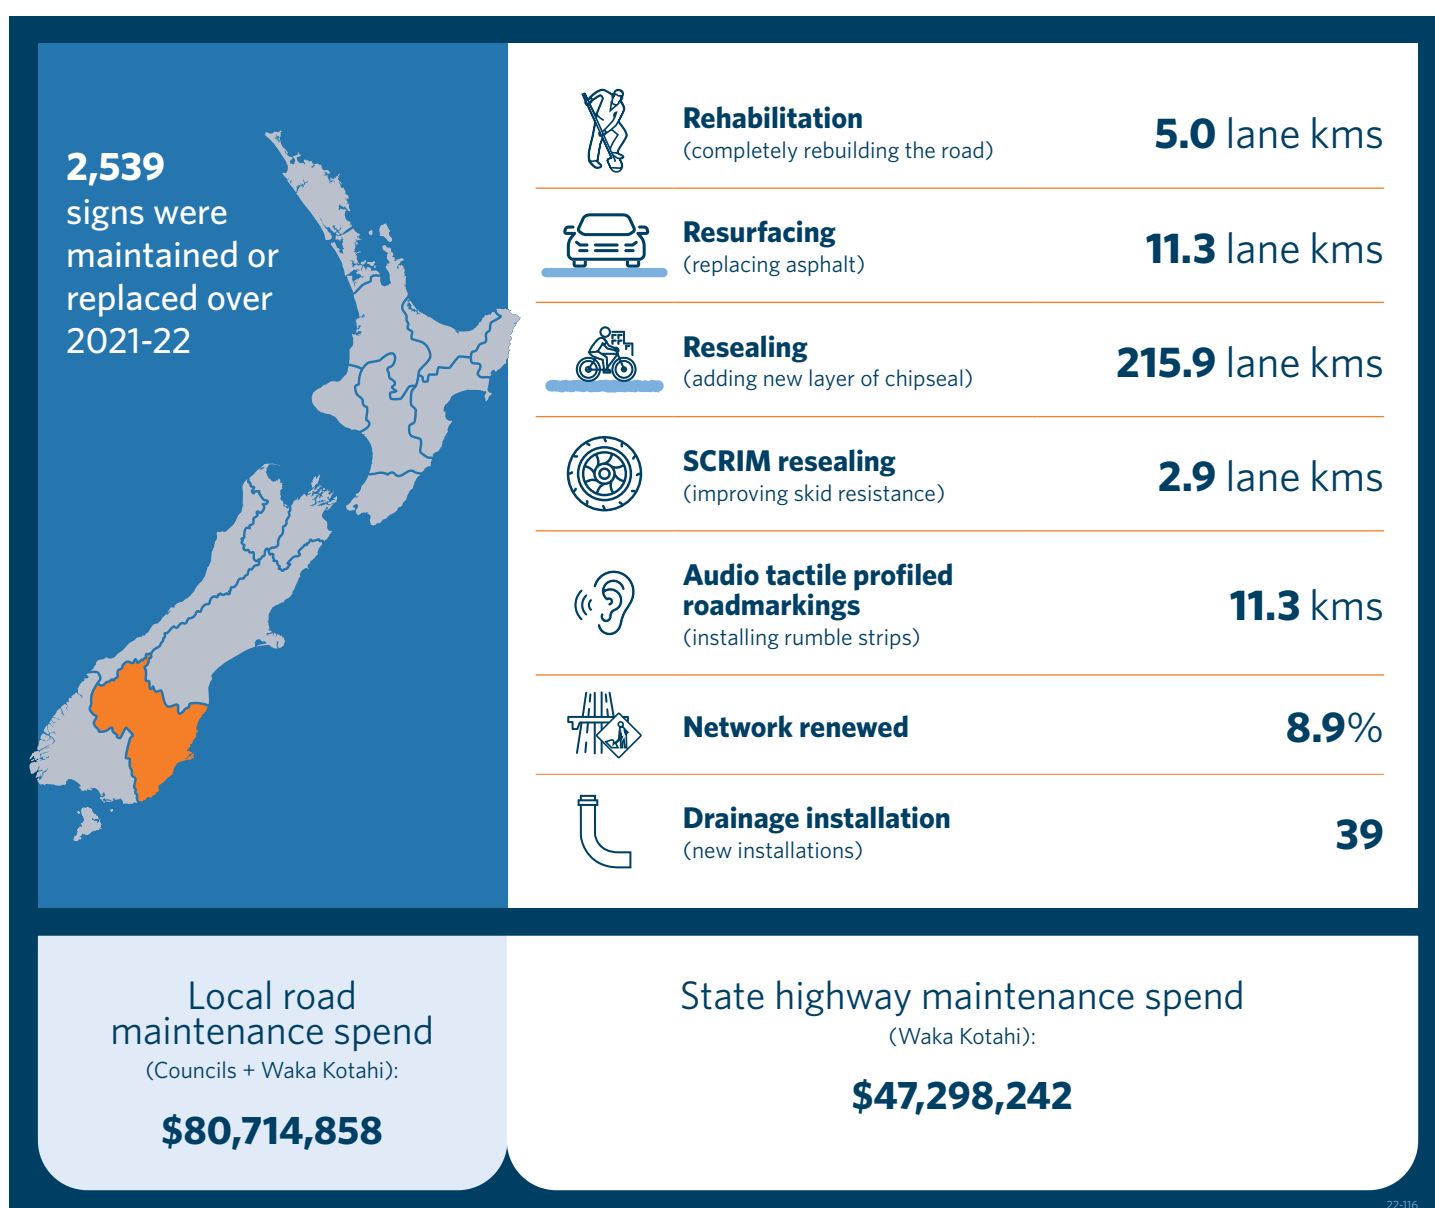 2,539
signs were
maintained or
replaced over
2021-22
Rehabilitation
(completely rebuilding the road)
5.0 lane kms
Resurfacing
(replacing asphalt)
11.3 lane kms
Resealing
(adding new layer of chipseal)
215.9 lane kms
SCRIM resealing
(improving skid resistance)
2.9 lane kms
Audio tactile profiled
roadmarkings
(installing rumble strips)
11.3 kms
Network renewed
8.9%
Drainage installation
(new installations)
39
Local road
maintenance spend
(Councils + Waka Kotahi):
$80,714,858
State highway maintenance spend
(Waka Kotahi):
$47,298,242
22-116